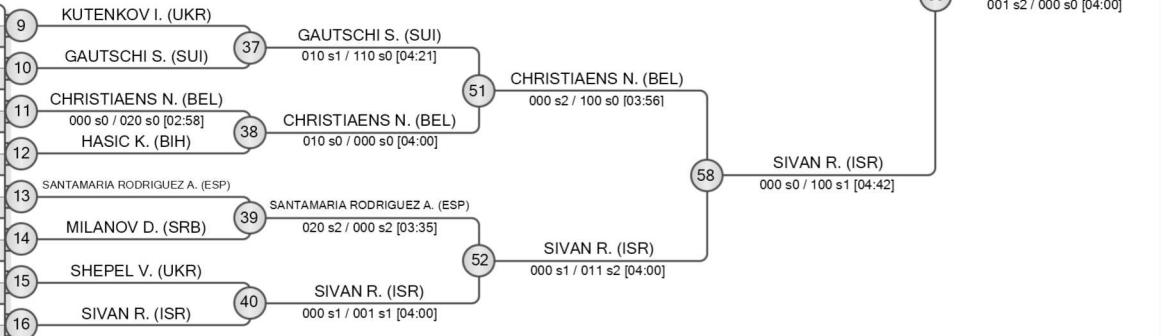 001 s2 / 000 s0 [04:00]
9
KUTENKOV I. (UKR)
37
GAUTSCHI S. (SUI)
010 s1 / 110 s0 [04:21]
10
GAUTSCHI S. (SUI)
51
CHRISTIAENS N. (BEL)
000 s2 / 100 s0 [03:56]
11
CHRISTIAENS N. (BEL)
000 s0 / 020 s0 [02:58]
38
CHRISTIAENS N. (BEL)
010 s0 / 000 s0 [04:00]
12
HASIC K. (BIH)
58
SIVAN R. (ISR)
000 s0 / 100 s1 [04:42]
13
SANTAMARIA RODRIGUEZ A. (ESP)
39
SANTAMARIA RODRIGUEZ A. (ESP)
020 s2 / 000 s2 [03:35]
14
MILANOV D. (SRB)
52
SIVAN R. (ISR)
000 s1 / 011 s2 [04:00]
15
SHEPEL V. (UKR)
40
SIVAN R. (ISR)
000 s1 / 001 s1 [04:00]
16
SIVAN R. (ISR)